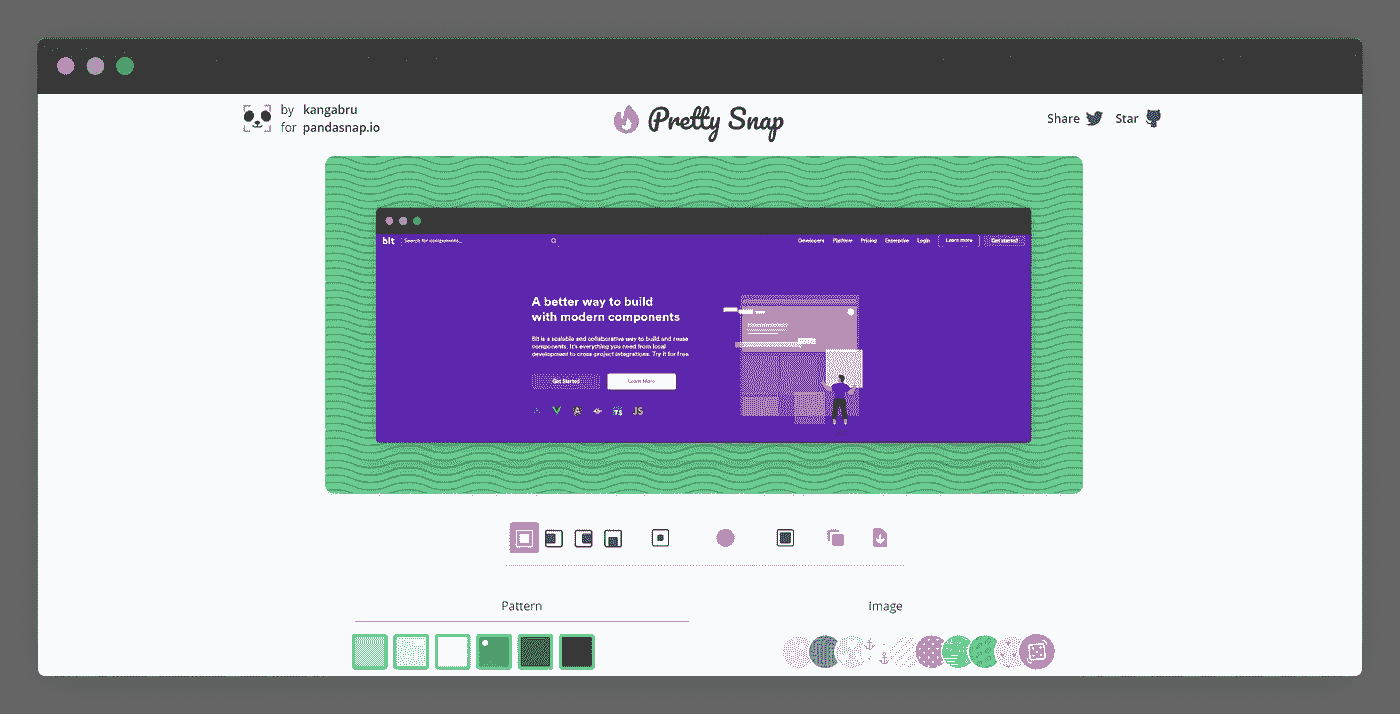 by kangabru
for pandasnap.io
Pretty Snap
Share
Star
bit
Search for components...
Developers Platform Pricing Enterprise Login Learn more Get started
A better way to build
with modern components
Bit is a scalable and collaborative way to build and reuse
components. It's everything you need from local
development to cross project integrations. Try it for free.
Get Started
Learn More
A
TS
JS
Pattern
Image